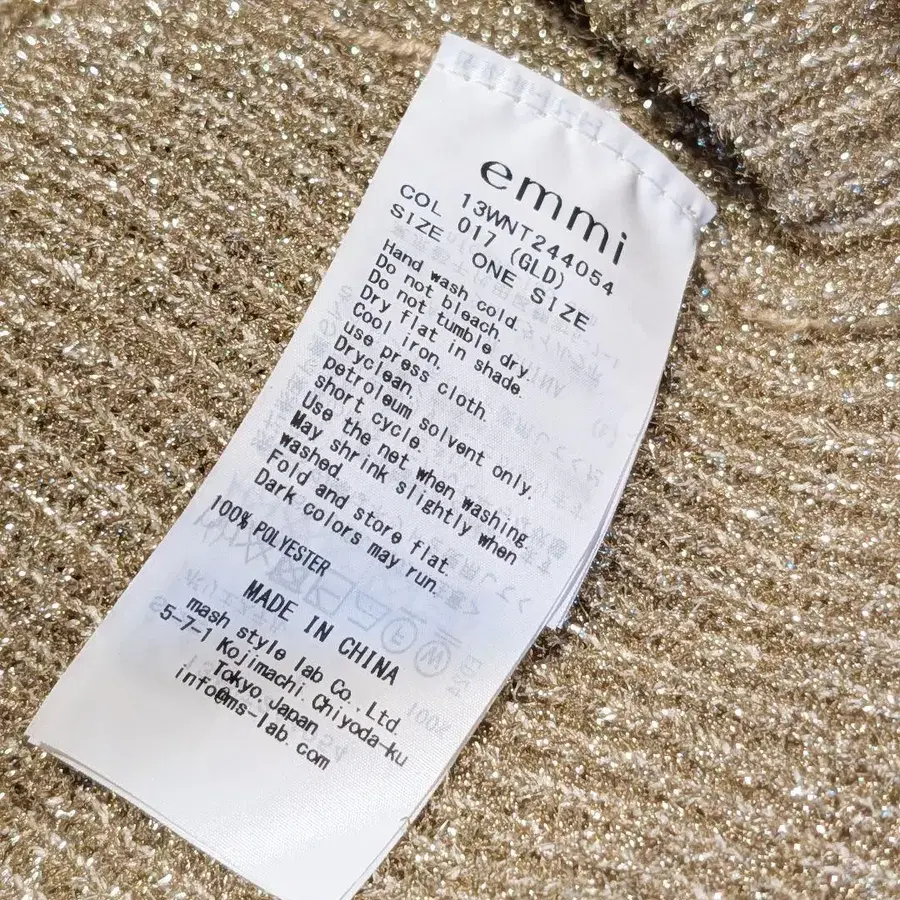 emmi
13WNT244054
COL 017 (GLD)
SIZE ONE SIZE
Hand wash cold.
Do not bleach.
Do not tumble dry.
Dry flat in shade.
Cool iron,
use press cloth.
Dryclean,
petroleum solvent only.
short cycle.
Use the net when washing.
May shrink slightly when
washed.
Fold and store flat.
Dark colors may run.
100% POLYESTER
MADE IN CHINA
mash style lab Co.,Ltd.
5-7-1 Kojimachi,Chiyoda-ku
Tokyo,Japan
info@ms-lab.com